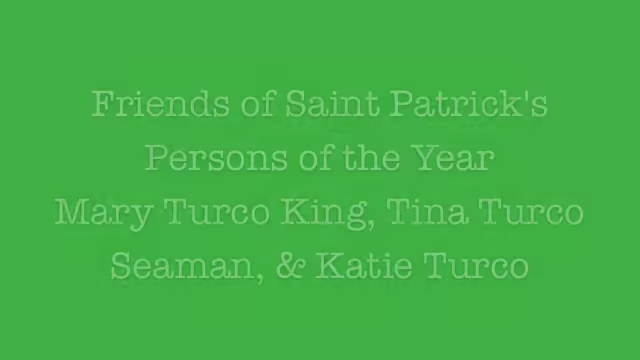 Friends of Saint Patrick's
Persons of the Year
Mary Turco King, Tina Turco
Seaman, & Katie Turco